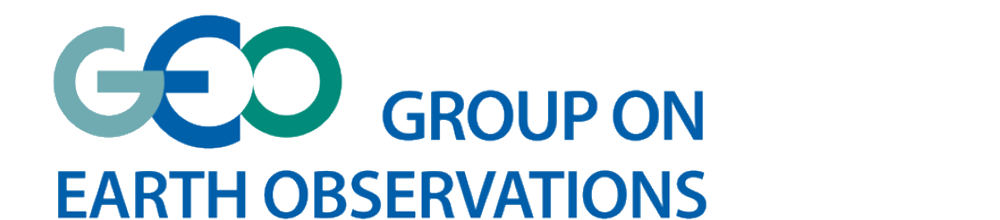 GEO GROUP ON
EARTH OBSERVATIONS